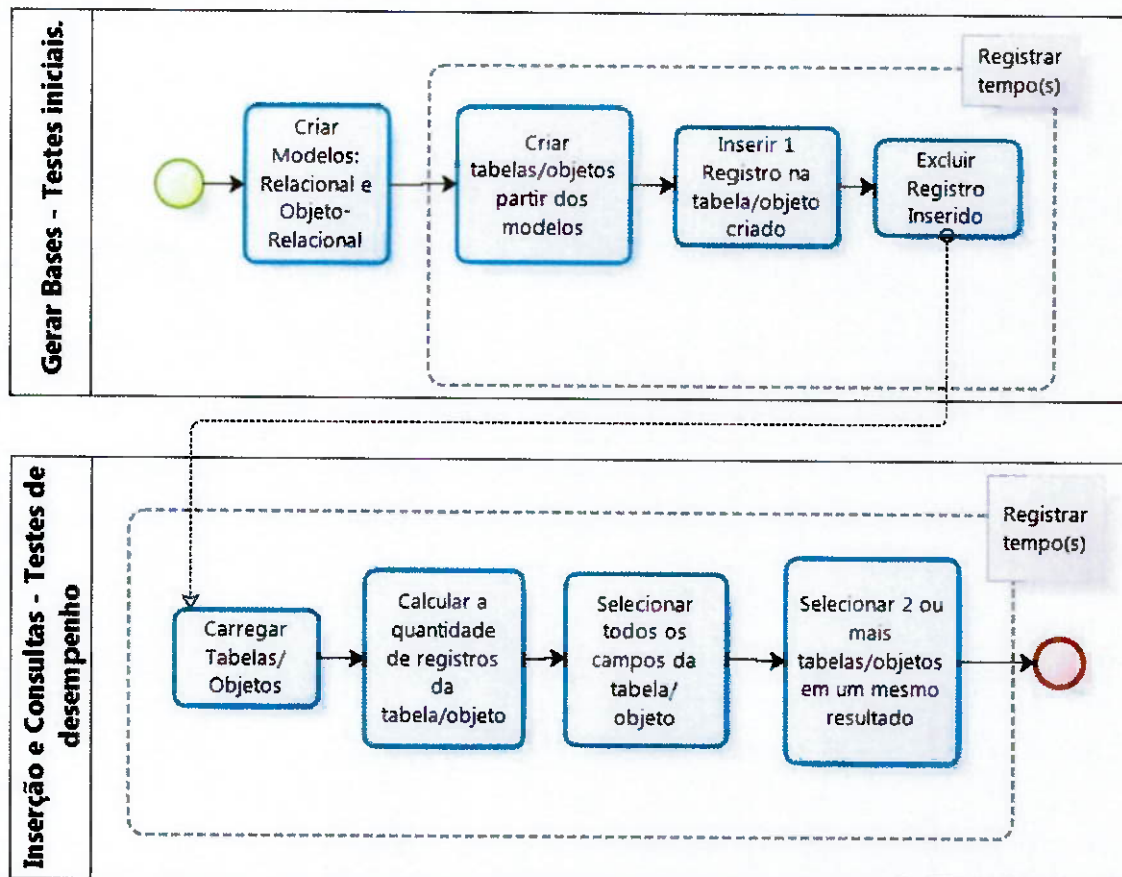 Gerar Bases - Testes iniciais.
Registrar
tempo(s)
Criar
Modelos:
Relacional e
Objeto-
Relacional
Criar
tabelas/objetos
partir dos
modelos
Inserir 1
Registro na
tabela/objeto
criado
Excluir
Registro
Inserido
Inserção e Consultas - Testes de
desempenho
Registrar
tempo(s)
Carregar
Tabelas/
Objetos
Calcular a
quantidade
de registros
da
tabela/objeto
Selecionar
todos os
campos da
tabela/
objeto
Selecionar 2 ou
mais
tabelas/objetos
em um mesmo
resultado